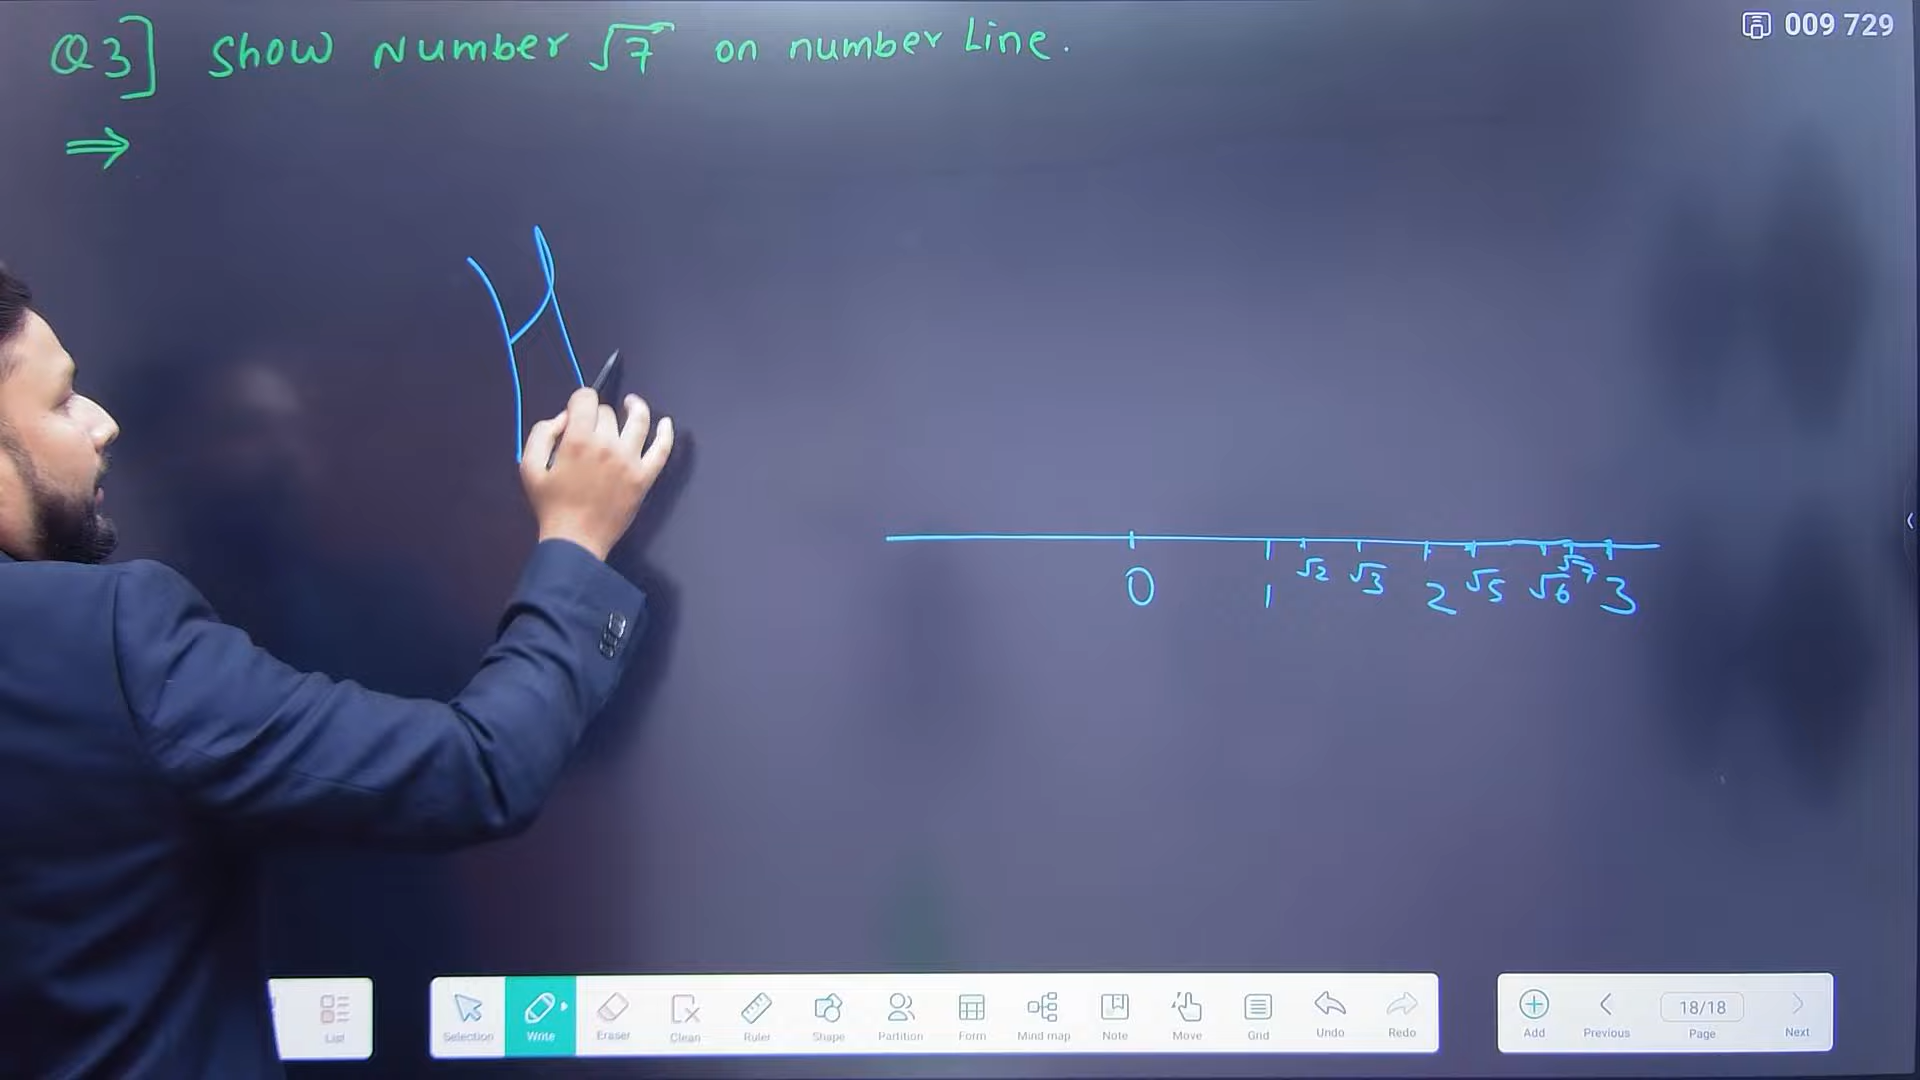 009 729
Q3] Show Number √7 on number Line.
⇒
0 1 √2 √3 2 √5 √6 √7 3
List Selection Write Eraser Clean Ruler Shape Partition Form Mind map Note Move Grid Undo Redo Add Previous 18/18 Page Next